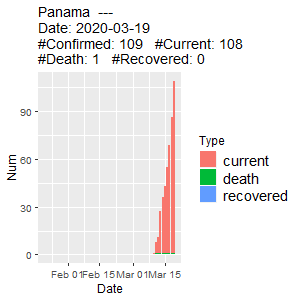 Panama  ---
Date: 2020-03-19
#Confirmed: 109   #Current: 108
#Death: 1   #Recovered: 0
90
60
30
0
Num
Feb 01 Feb 15 Mar 01 Mar 15
Date
Type
current
death
recovered